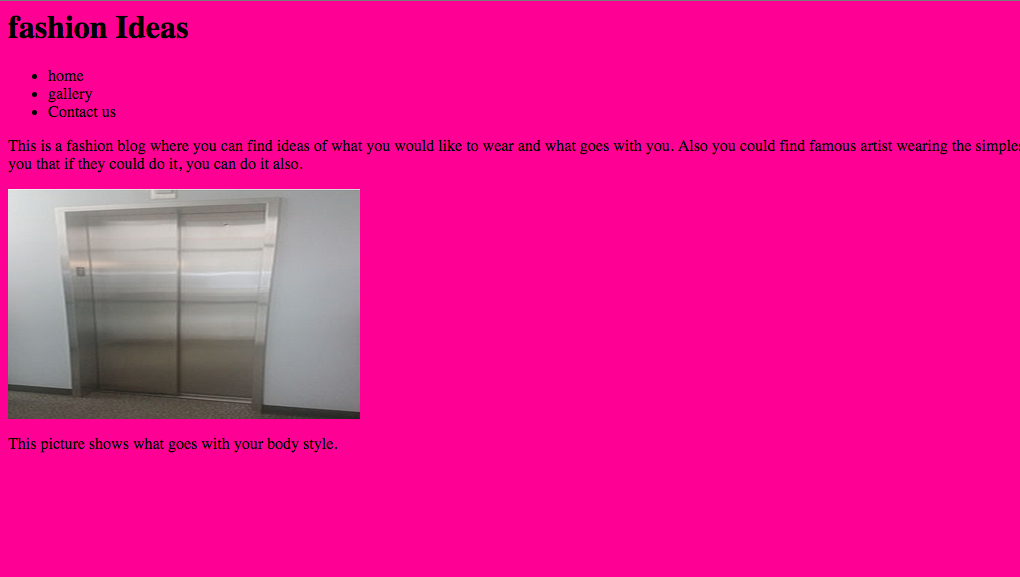 fashion Ideas
home
gallery
Contact us
This is a fashion blog where you can find ideas of what you would like to wear and what goes with you. Also you could find famous artist wearing the
you that if they could do it, you can do it also.
This picture shows what goes with your body style.